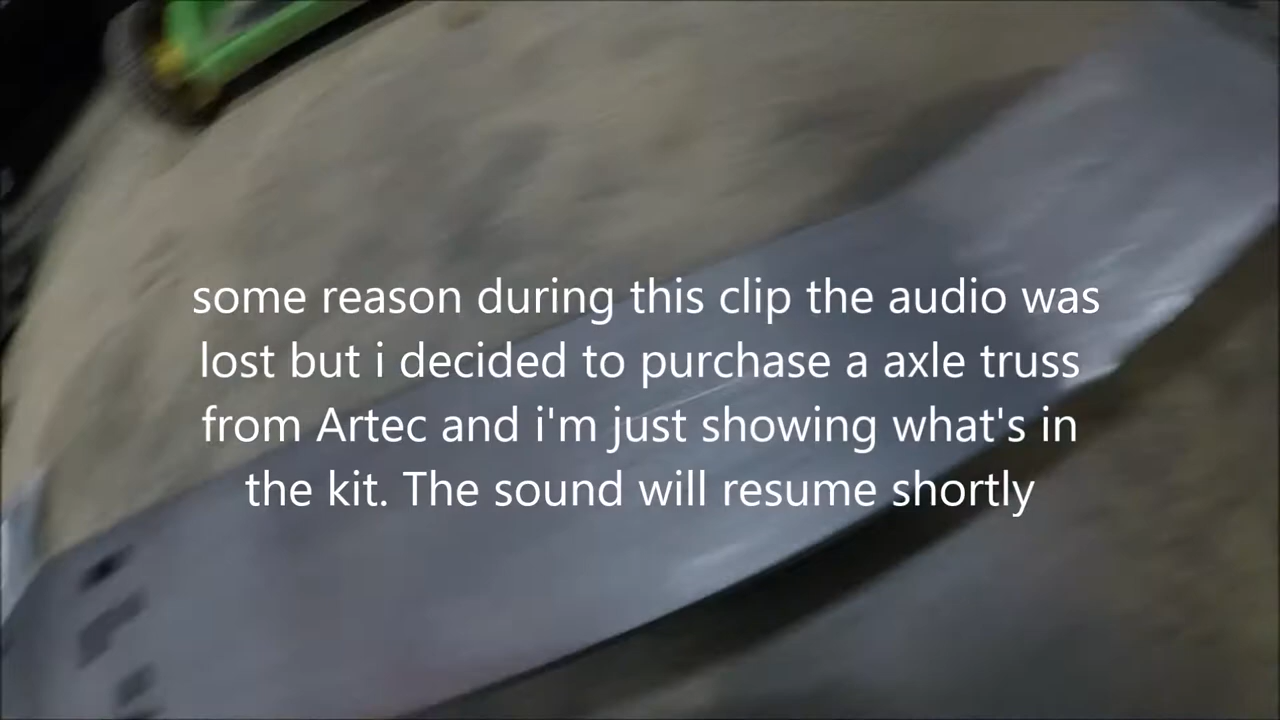 some reason during this clip the audio was
lost but i decided to purchase a axle truss
from Artec and i'm just showing what's in
the kit. The sound will resume shortly